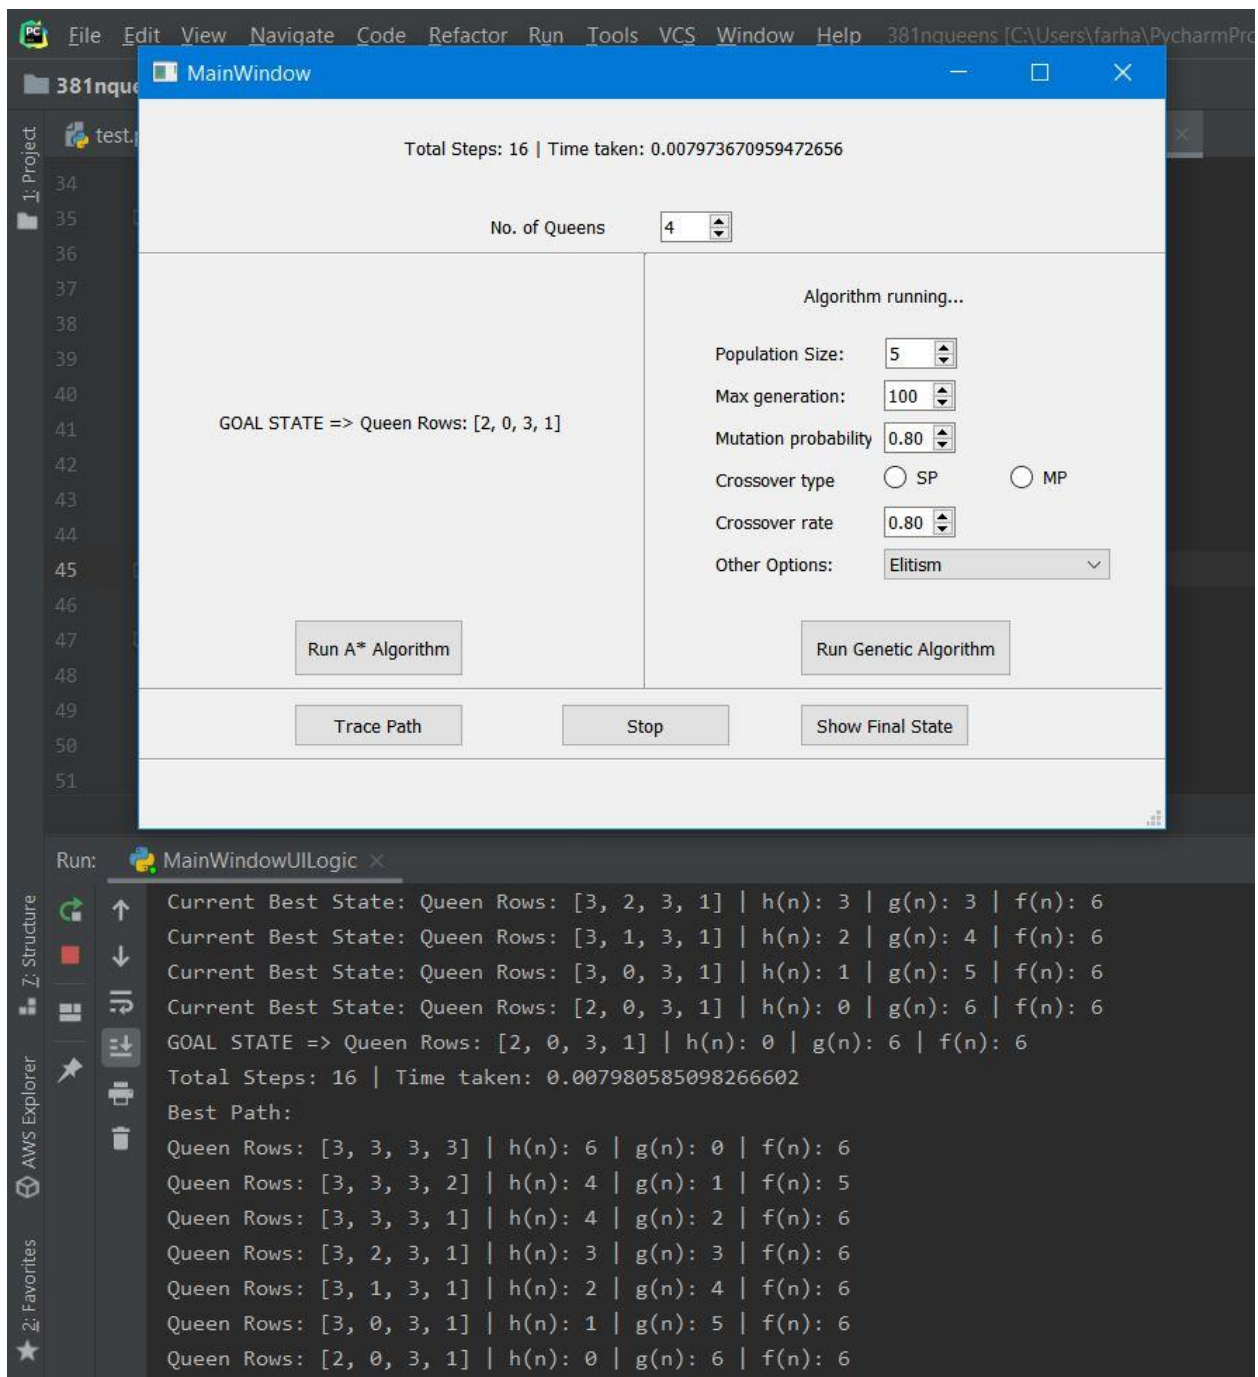 PC File Edit View Navigate Code Refactor Run Tools VCS Window Help 381nqueens [C:\Users\farha\PycharmPro
381nque
MainWindow
1: Project
test.
Total Steps: 16 | Time taken: 0.007973670959472656
No. of Queens 4
34
35
36
37
38
39
40
41
42
43
44
45
46
47
48
49
50
51
GOAL STATE => Queen Rows: [2, 0, 3, 1]
Run A* Algorithm
Algorithm running...
Population Size: 5
Max generation: 100
Mutation probability 0.80
Crossover type SP MP
Crossover rate 0.80
Other Options: Elitism
Run Genetic Algorithm
Trace Path Stop Show Final State
Run: MainWindowUILogic
Z: Structure
AWS Explorer
2: Favorites
Current Best State: Queen Rows: [3, 2, 3, 1] | h(n): 3 | g(n): 3 | f(n): 6
Current Best State: Queen Rows: [3, 1, 3, 1] | h(n): 2 | g(n): 4 | f(n): 6
Current Best State: Queen Rows: [3, 0, 3, 1] | h(n): 1 | g(n): 5 | f(n): 6
Current Best State: Queen Rows: [2, 0, 3, 1] | h(n): 0 | g(n): 6 | f(n): 6
GOAL STATE => Queen Rows: [2, 0, 3, 1] | h(n): 0 | g(n): 6 | f(n): 6
Total Steps: 16 | Time taken: 0.007980585098266602
Best Path:
Queen Rows: [3, 3, 3, 3] | h(n): 6 | g(n): 0 | f(n): 6
Queen Rows: [3, 3, 3, 2] | h(n): 4 | g(n): 1 | f(n): 5
Queen Rows: [3, 3, 3, 1] | h(n): 4 | g(n): 2 | f(n): 6
Queen Rows: [3, 2, 3, 1] | h(n): 3 | g(n): 3 | f(n): 6
Queen Rows: [3, 1, 3, 1] | h(n): 2 | g(n): 4 | f(n): 6
Queen Rows: [3, 0, 3, 1] | h(n): 1 | g(n): 5 | f(n): 6
Queen Rows: [2, 0, 3, 1] | h(n): 0 | g(n): 6 | f(n): 6